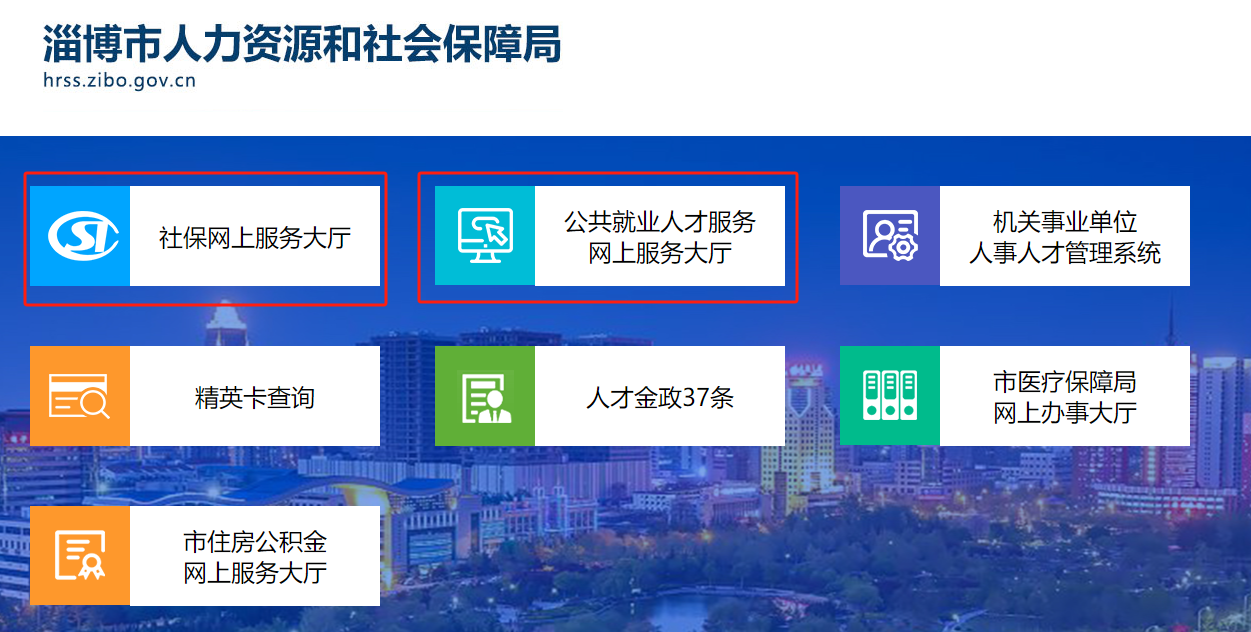 淄博市人力资源和社会保障局
hrss.zibo.gov.cn
社保网上服务大厅
公共就业人才服务
网上服务大厅
机关事业单位
人事人才管理系统
精英卡查询
人才金政37条
市医疗保障局
网上办事大厅
市住房公积金
网上服务大厅